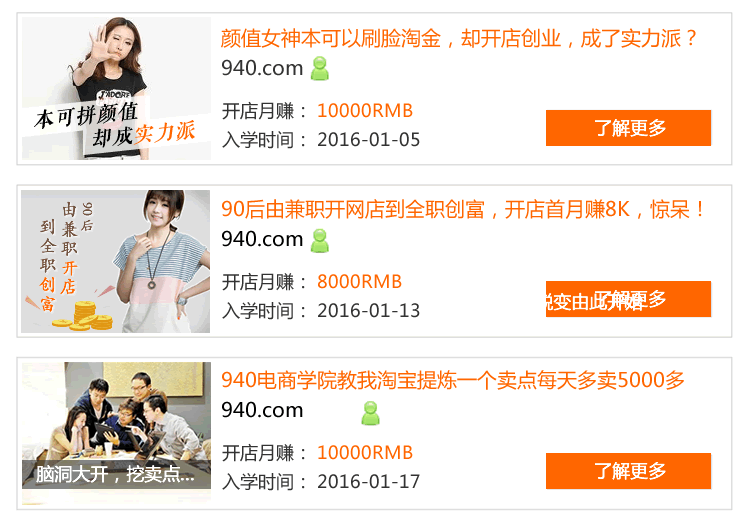 颜值女神本可以刷脸淘金，却开店创业，成了实力派？
940.com
本可拼颜值
却成实力派
开店月赚： 10000RMB
入学时间： 2016-01-05
了解更多
90后由兼职开网店到全职创富，开店首月赚8K，惊呆！
940.com
90后
由兼职开店
到全职创富
开店月赚： 8000RMB
入学时间： 2016-01-13
了解更多
940电商学院教我淘宝提炼一个卖点每天多卖5000多
940.com
脑洞大开，挖卖点...
开店月赚： 10000RMB
入学时间： 2016-01-17
了解更多